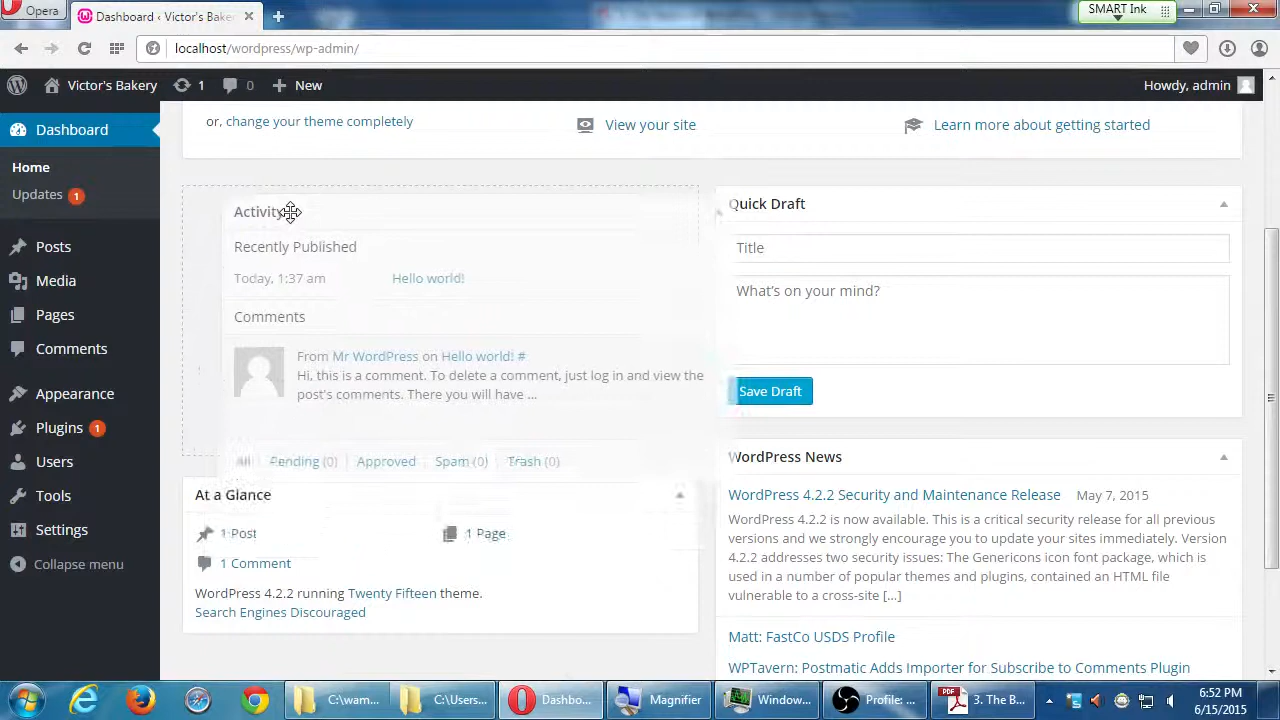 Opera
Dashboard ‹ Victor's Bake
SMART Ink
localhost/wordpress/wp-admin/
Victor's Bakery 1 0 New Howdy, admin
Dashboard
Home
Updates 1
Posts
Media
Pages
Comments
Appearance
Plugins 1
Users
Tools
Settings
Collapse menu
or, change your theme completely
View your site
Learn more about getting started
Activity
Recently Published
Today, 1:37 am Hello world!
Comments
From Mr WordPress on Hello world! #
Hi, this is a comment. To delete a comment, just log in and view the
post's comments. There you will have ...
All Pending (0) Approved Spam (0) Trash (0)
At a Glance
1 Post 1 Page
1 Comment
WordPress 4.2.2 running Twenty Fifteen theme.
Search Engines Discouraged
Quick Draft
Title
What's on your mind?
Save Draft
WordPress News
WordPress 4.2.2 Security and Maintenance Release May 7, 2015
WordPress 4.2.2 is now available. This is a critical security release for all previous
versions and we strongly encourage you to update your sites immediately. Version
4.2.2 addresses two security issues: The Genericons icon font package, which is
used in a number of popular themes and plugins, contained an HTML file
vulnerable to a cross-site [...]
Matt: FastCo USDS Profile
WPTavern: Postmatic Adds Importer for Subscribe to Comments Plugin
C:\wam... C:\Users... Dashbo... Magnifier Window... Profile: ... 3. The B...
6:52 PM
6/15/2015